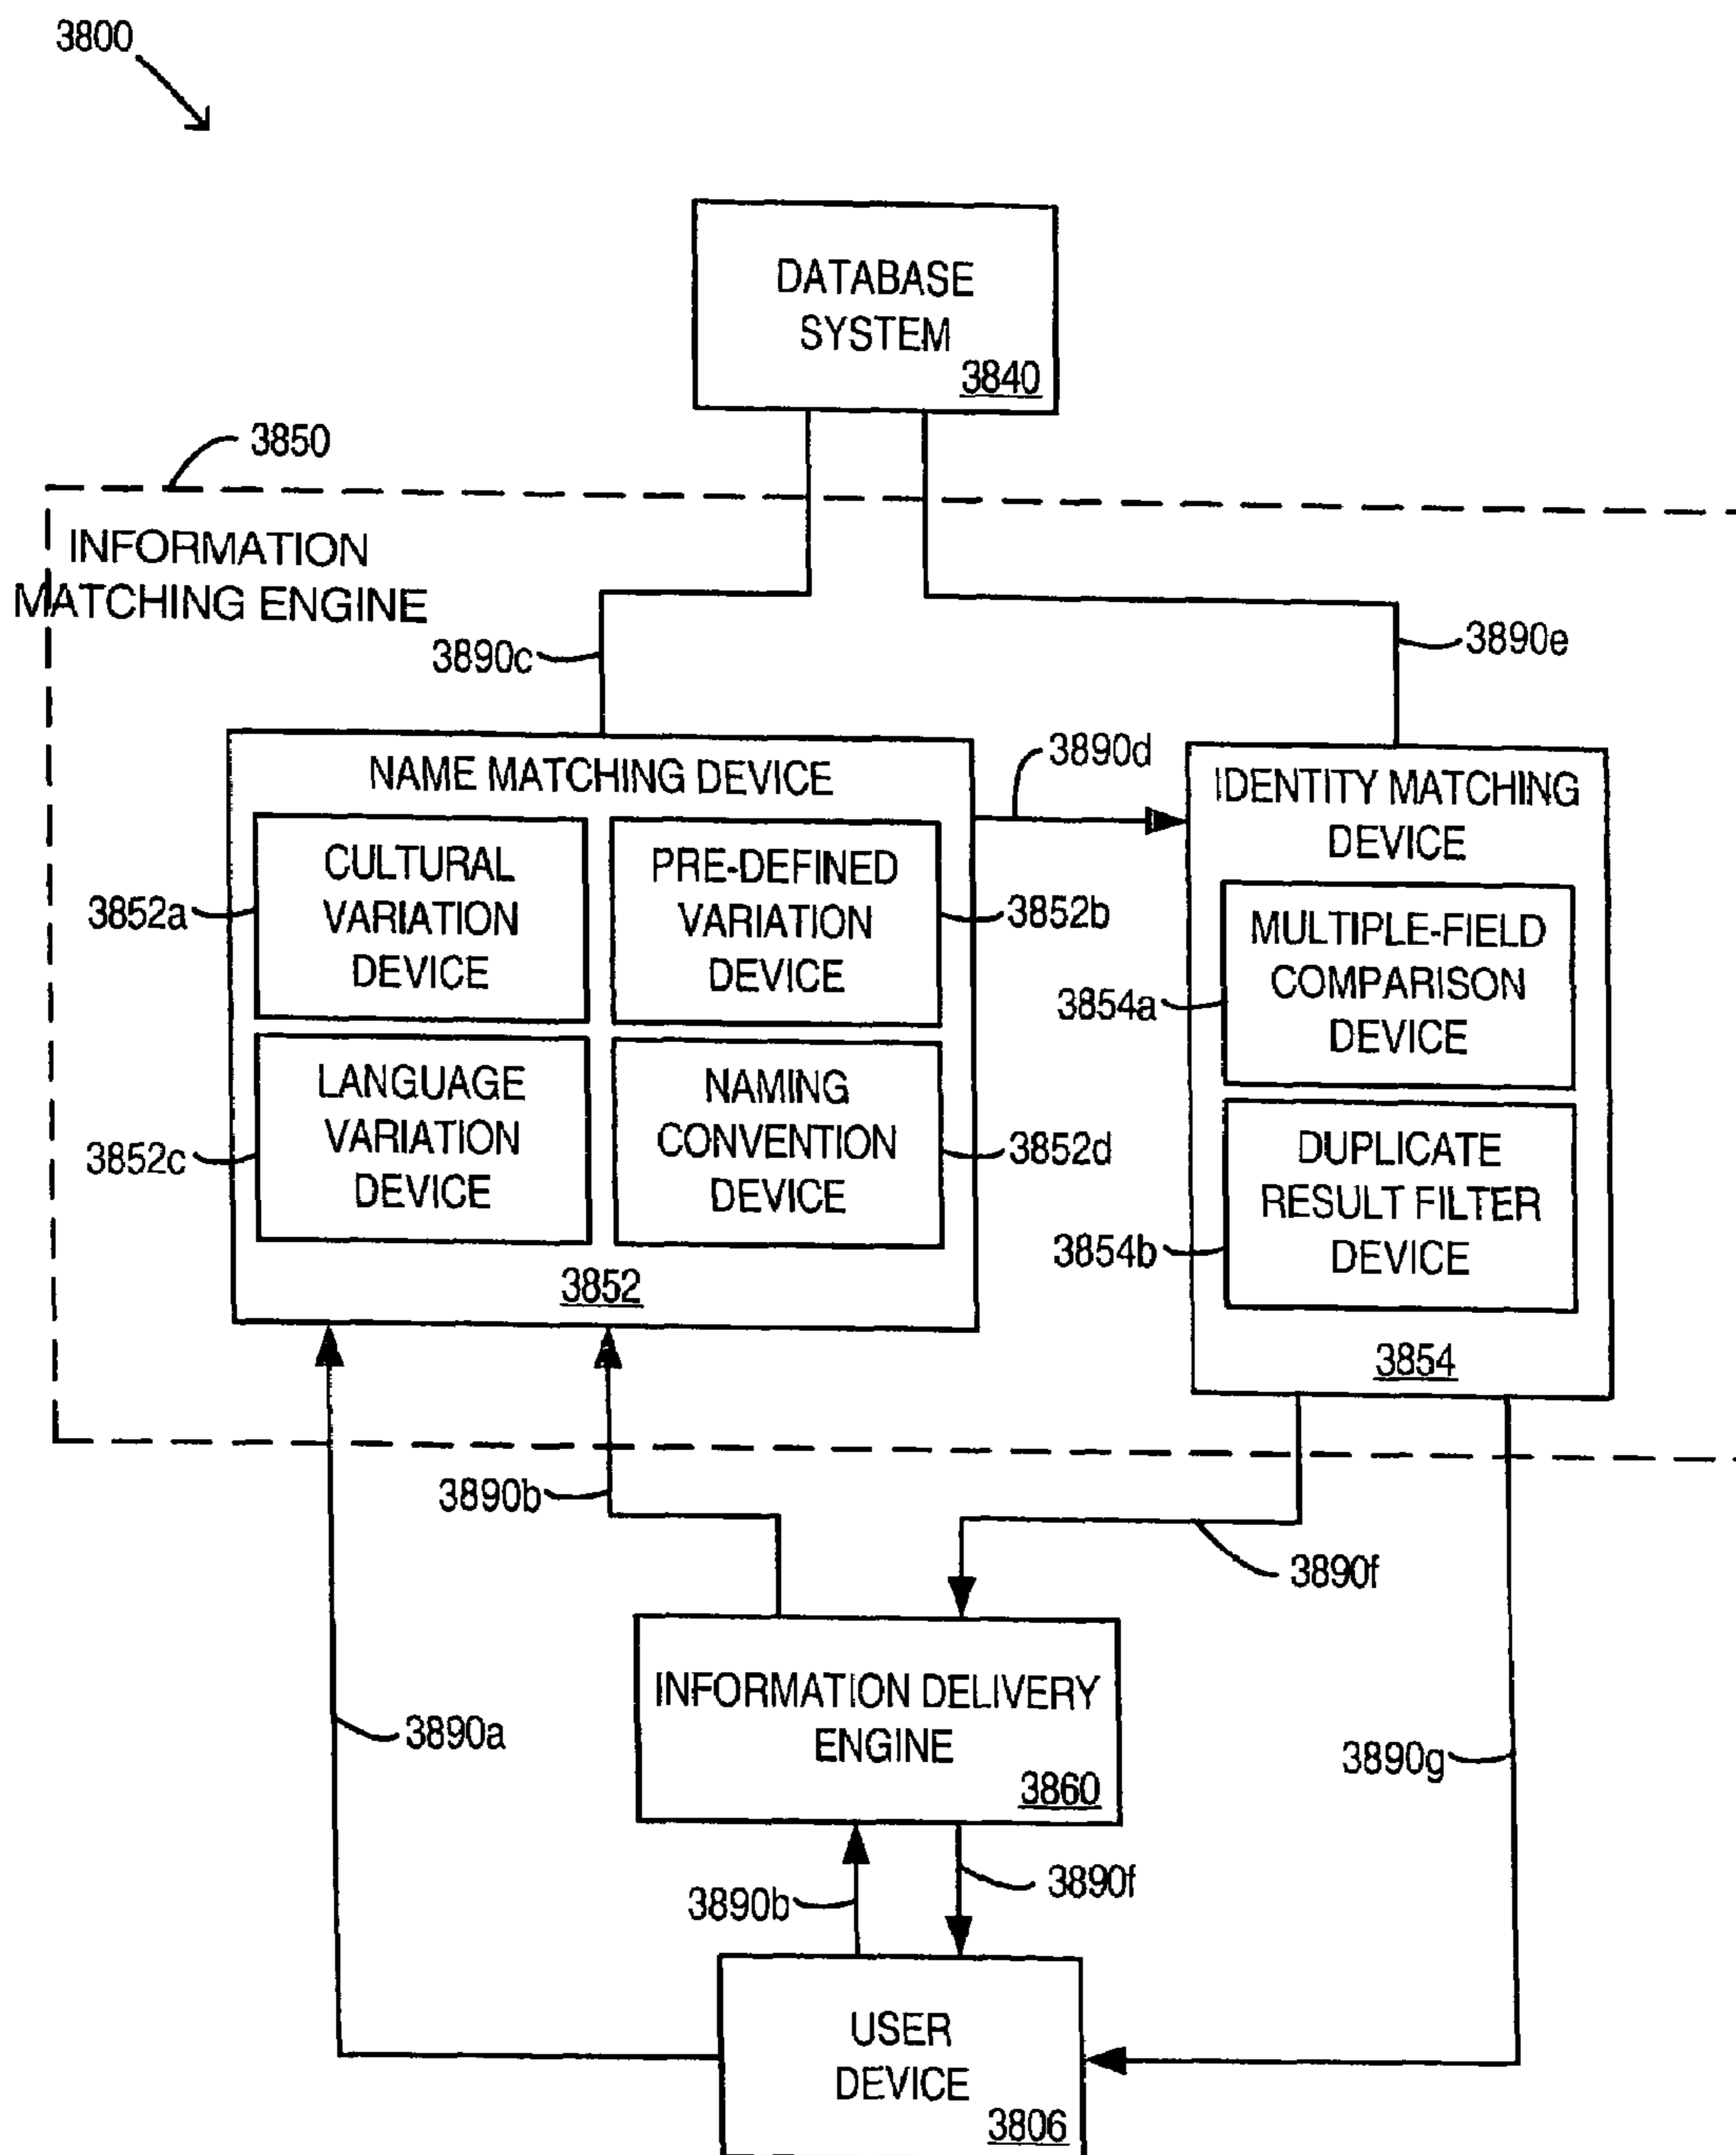 3800
DATABASE
SYSTEM
3840
3850
INFORMATION
MATCHING ENGINE
3890c
3890e
NAME MATCHING DEVICE
3890d
IDENTITY MATCHING
DEVICE
CULTURAL
VARIATION
DEVICE
3852a
PRE-DEFINED
VARIATION
DEVICE
3852b
MULTIPLE-FIELD
COMPARISON
DEVICE
3854a
LANGUAGE
VARIATION
DEVICE
3852c
NAMING
CONVENTION
DEVICE
3852d
DUPLICATE
RESULT FILTER
DEVICE
3854b
3852
3854
3890b
3890f
INFORMATION DELIVERY
ENGINE
3860
3890a
3890g
3890b
3890f
USER
DEVICE
3806